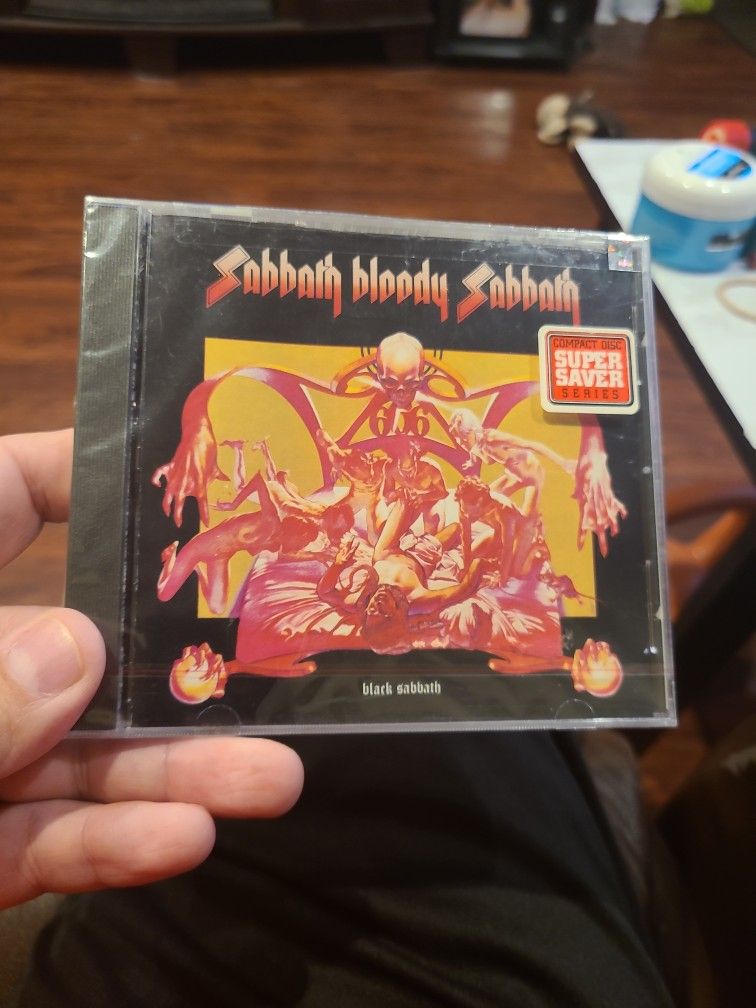 Sabbath bloody Sabbath
COMPACT DISC
SUPER
SAVER
SERIES
666
black sabbath